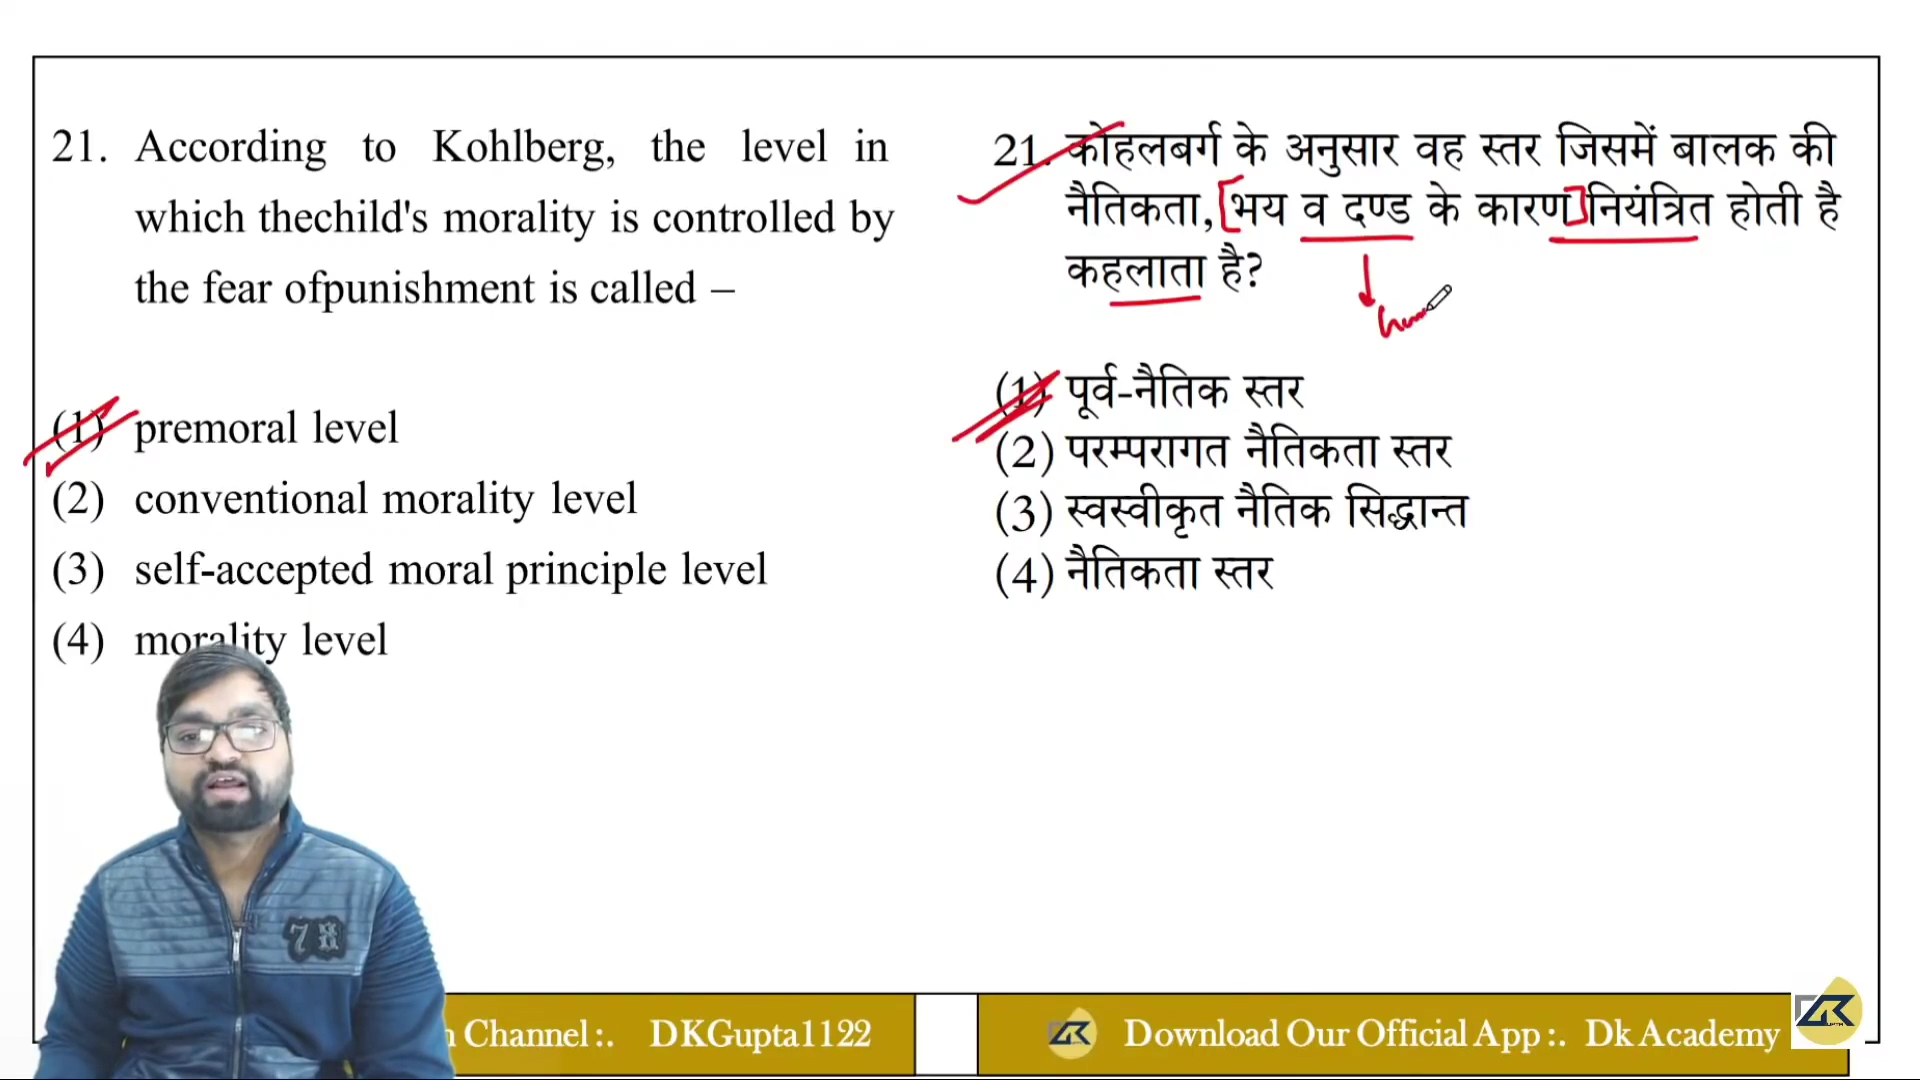 21. According to Kohlberg, the level in
which thechild's morality is controlled by
the fear ofpunishment is called –
(1) premoral level
(2) conventional morality level
(3) self-accepted moral principle level
(4) morality level
21. कोहलबर्ग के अनुसार वह स्तर जिसमें बालक की
नैतिकता, भय व दण्ड के कारण नियंत्रित होती है
कहलाता है?
(1) पूर्व-नैतिक स्तर
(2) परम्परागत नैतिकता स्तर
(3) स्वस्वीकृत नैतिक सिद्धान्त
(4) नैतिकता स्तर
Channel :. DKGupta1122
Download Our Official App :. Dk Academy